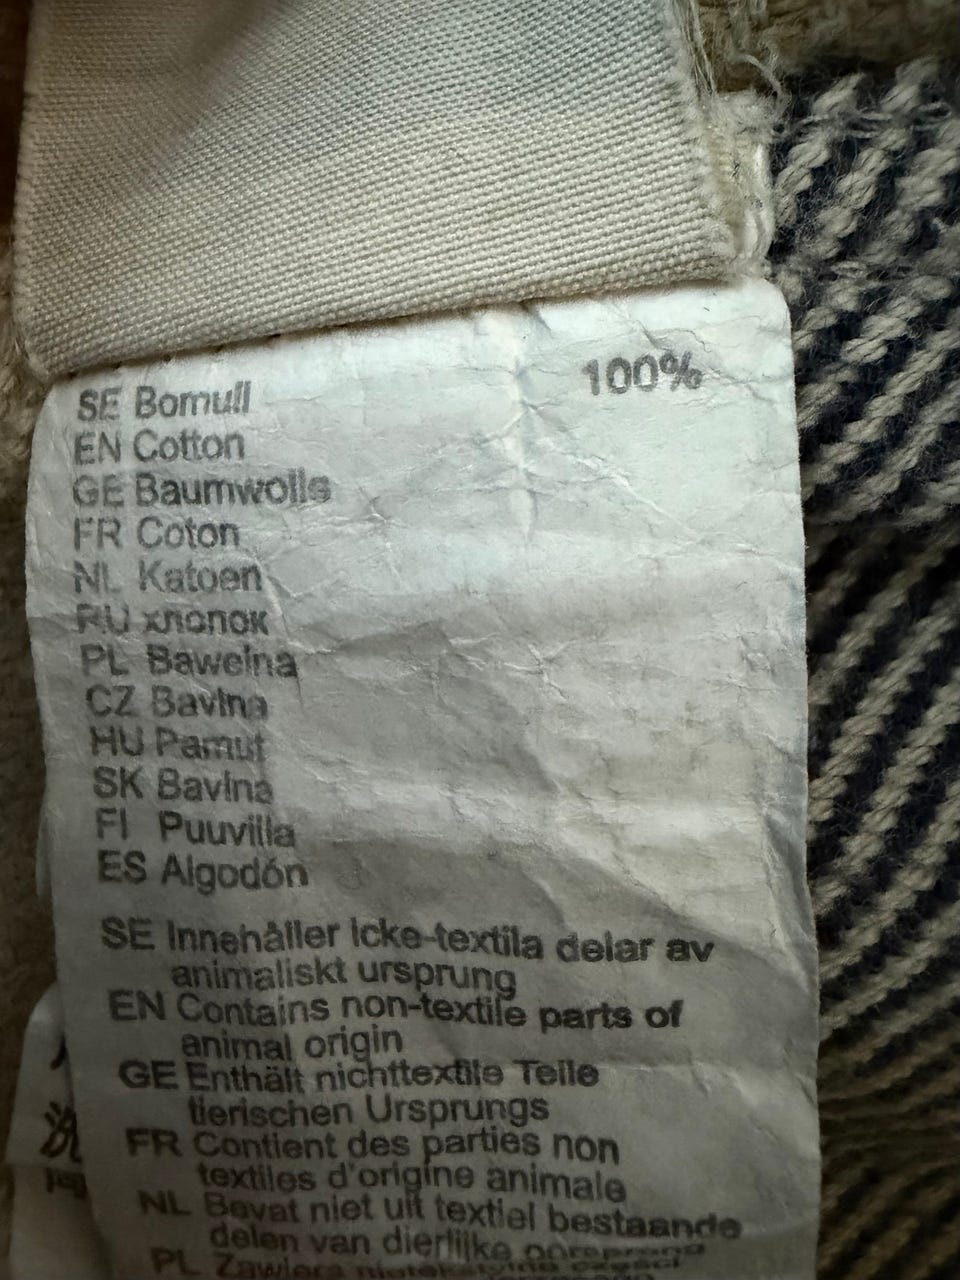 100%
SE Bomull
EN Cotton
GE Baumwolle
FR Coton
NL Katoen
RU хлопок
PL Bawełna
CZ Bavlna
HU Pamut
SK Bavlna
FI Puuvilla
ES Algodón
SE Innehåller icke-textila delar av
animaliskt ursprung
EN Contains non-textile parts of
animal origin
GE Enthält nichttextile Teile
tierischen Ursprungs
FR Contient des parties non
textiles d'origine animale
NL Bevat niet uit textiel bestaande
delen van dierlijke oorsprong
PL Zawiera